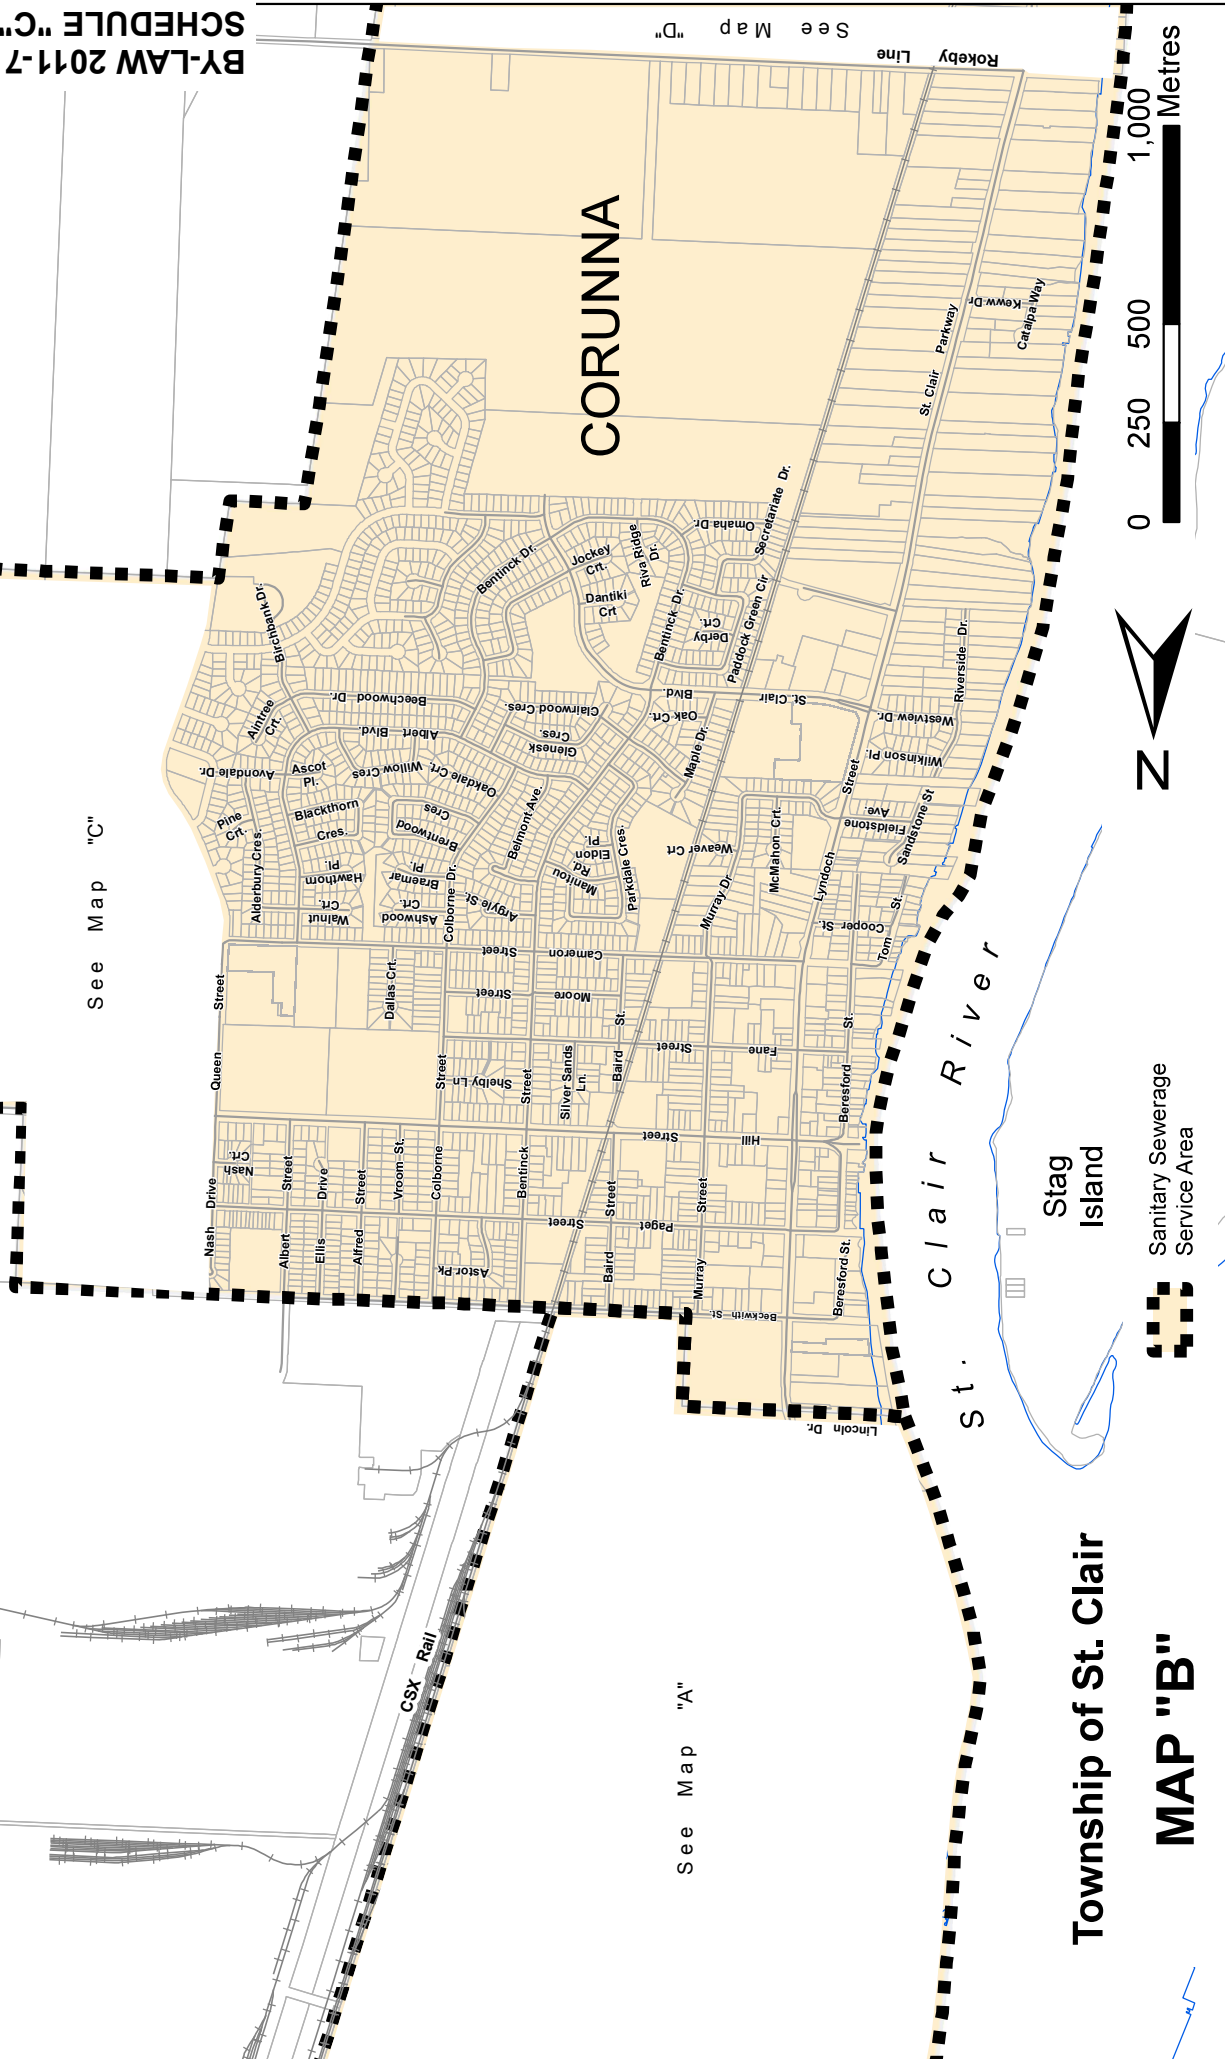 BY-LAW 2011-7
SCHEDULE "C"
See Map "D"
Rokeby Line
See Map "C"
CORUNNA
Keww Dr
Catalpa Way
St. Clair Parkway
Secretariate Dr.
Omaha Dr.
Riva Ridge
Dr.
Jockey
Crt.
Bentinck Dr.
Dantiki
Crt
Derby
Crt.
Bentinck Dr.
Paddock Green Cir
Birchbank Dr.
Riverside Dr.
Beechwood Dr.
Clairwood Cres.
St. Clair Blvd.
Oak Crt.
Westview Dr.
Aintree
Crt.
Albert Blvd.
Glenesk
Cres.
Maple Dr.
Wilkinson Pl.
Avondale Dr.
Ascot
Pl.
Willow Cres
Oakdale Crt.
Belmont Ave.
Pine
Crt.
Blackthorn
Cres.
Brentwood
Cres
Eldon
Pl.
Manitou
Rd.
Parkdale Cres.
Weaver Crt
McMahon Crt.
Fieldstone
Ave.
Sandstone St
Alderbury Cres.
Hawthorn
Pl.
Braemar
Pl.
Walnut
Crt.
Ashwood
Crt.
Colborne Dr.
Argyle St.
Murray Dr
Lyndoch Street
Cooper St.
Tom St.
Cameron Street
Dallas Crt.
Moore Street
Queen Street
Fane Street
Shelby Ln
Silver Sands
Ln.
Baird St.
Colborne Street
Bentinck Street
Beresford St.
Hill Street
Nash
Crt.
Nash Drive
Albert Street
Ellis Drive
Alfred Street
Vroom St.
Paget Street
Baird Street
Murray Street
Astor Pk
Beckwith St.
Beresford St.
Lincoln Dr.
CSX Rail
See Map "A"
St. Clair River
Stag
Island
0 250 500 1,000
Metres
N
Sanitary Sewerage
Service Area
Township of St. Clair
MAP "B"